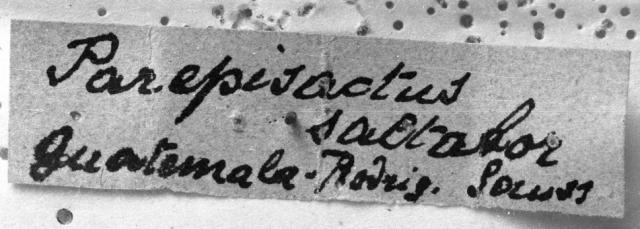 Parepisactus
saltator
Guatemala - Rodrig. Sauss